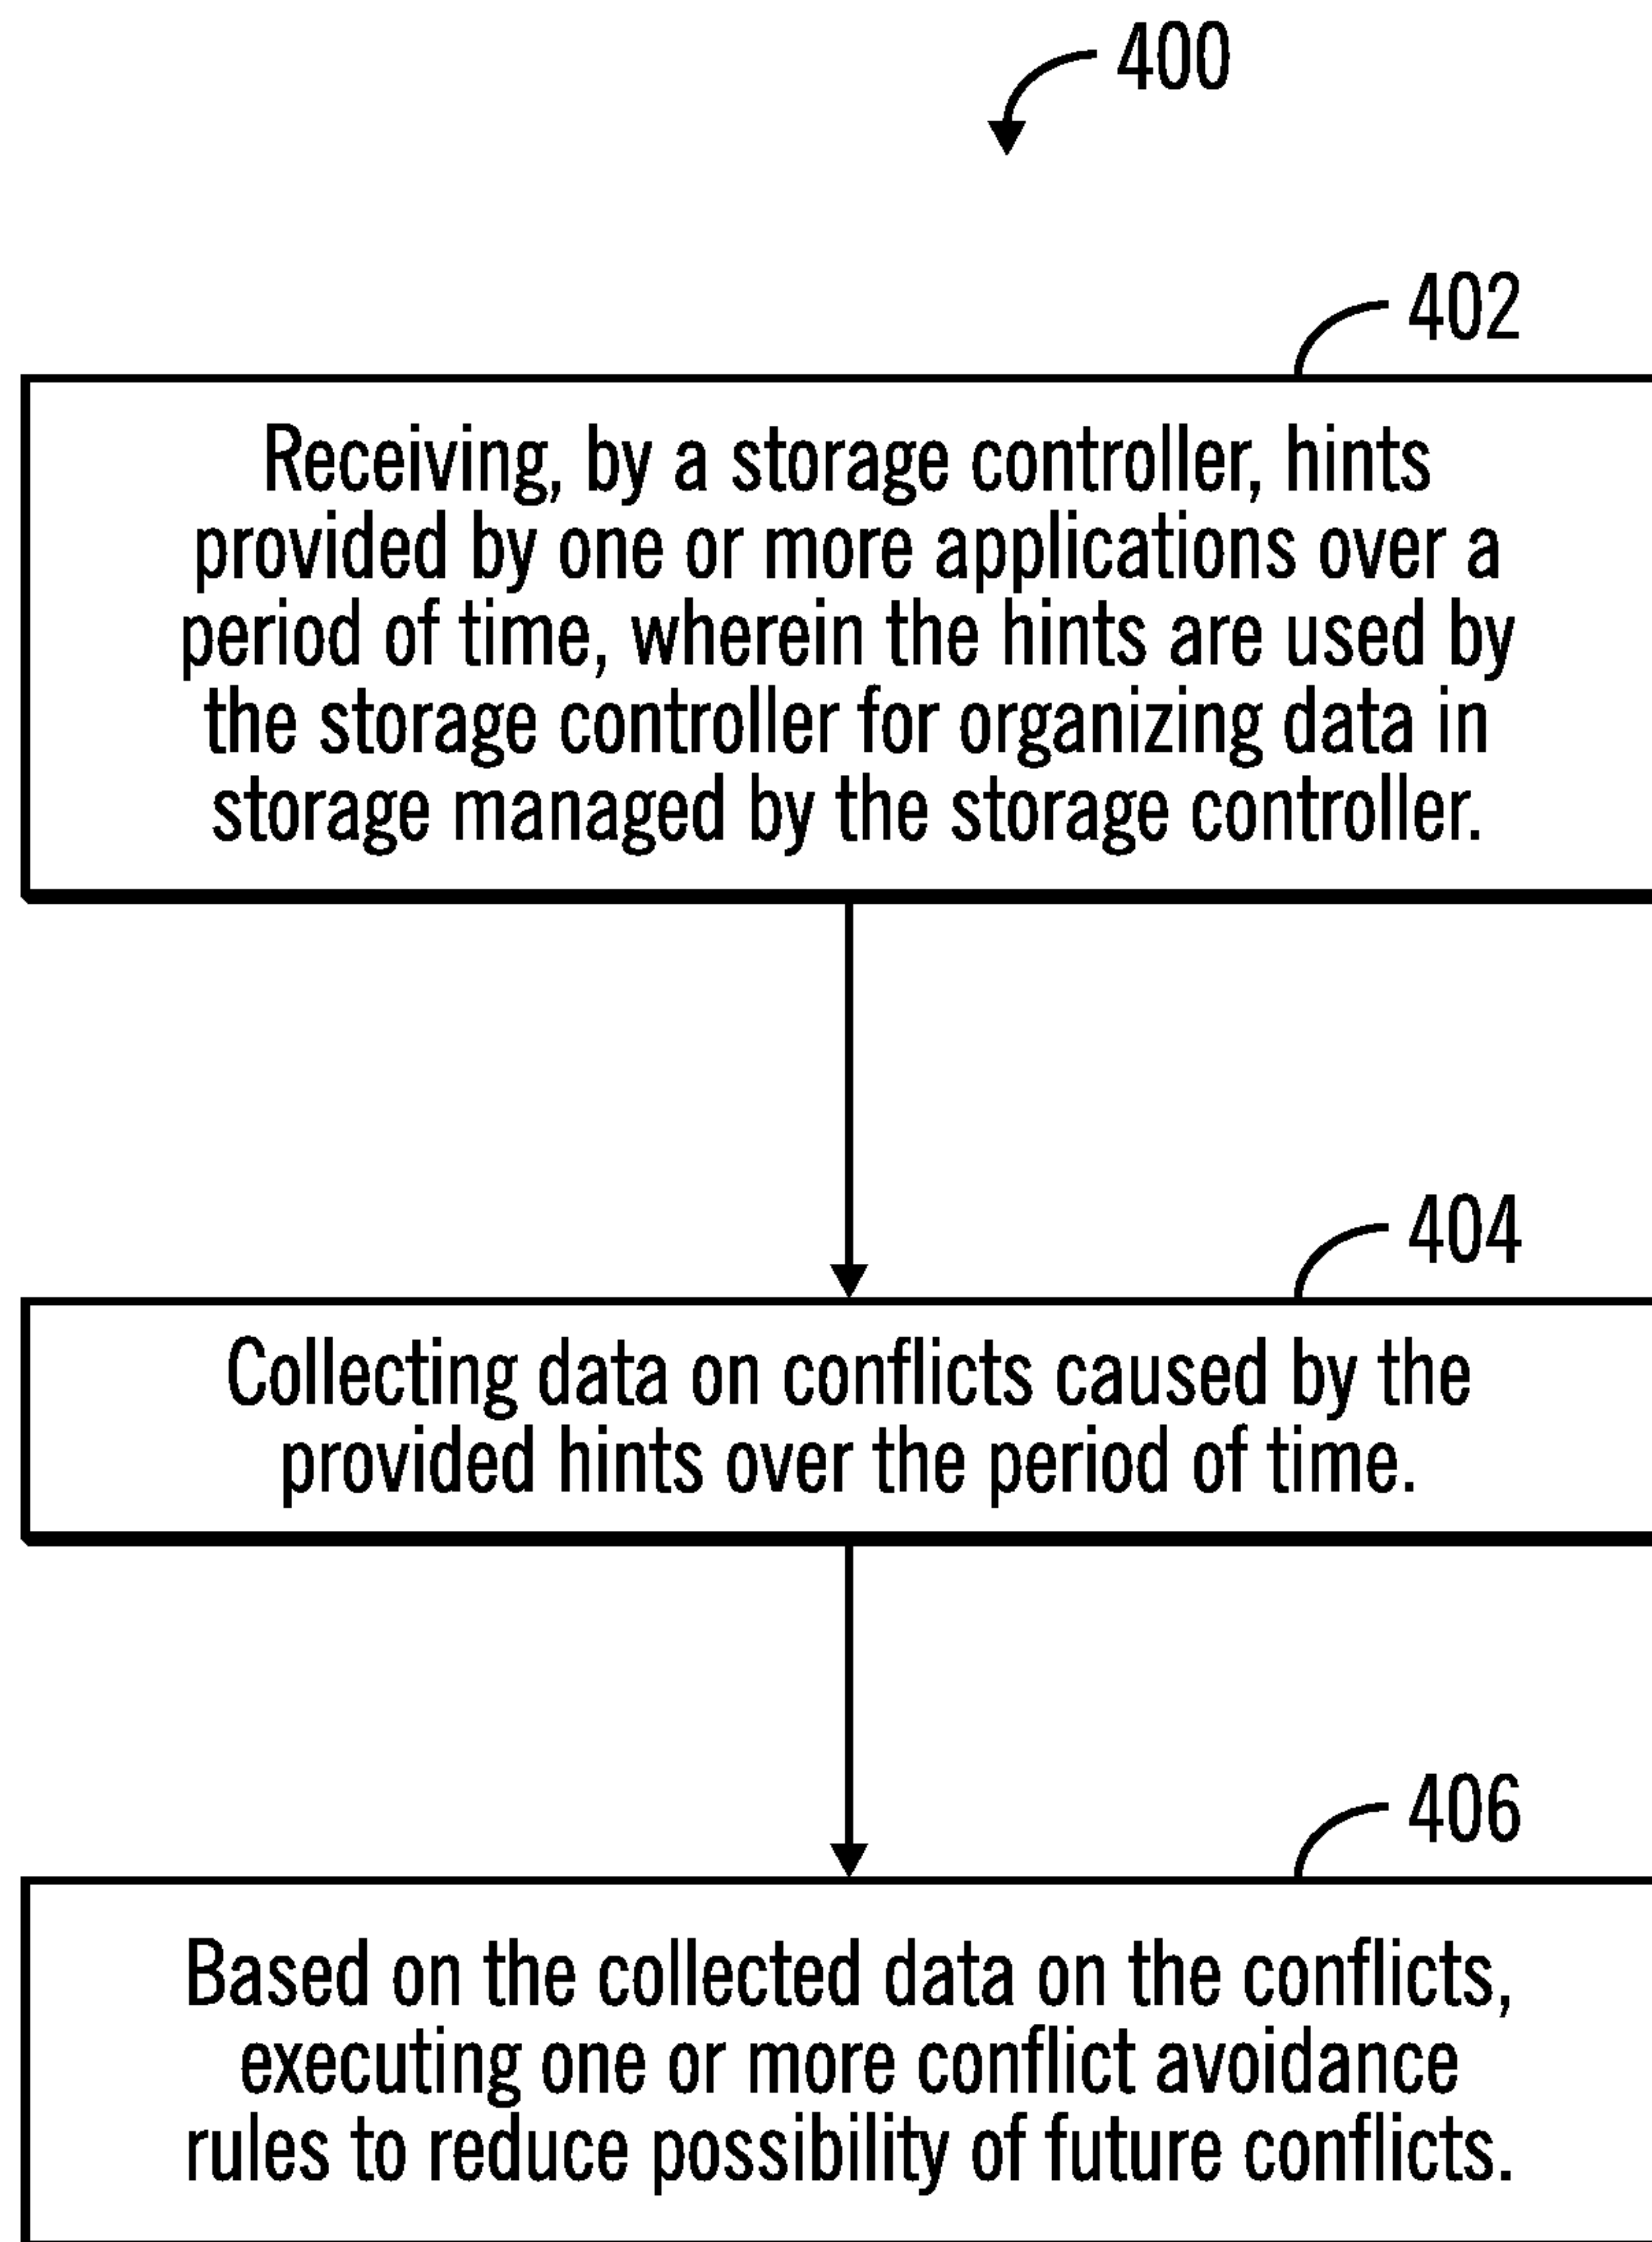 400
402
Receiving, by a storage controller, hints
provided by one or more applications over a
period of time, wherein the hints are used by
the storage controller for organizing data in
storage managed by the storage controller.
404
Collecting data on conflicts caused by the
provided hints over the period of time.
406
Based on the collected data on the conflicts,
executing one or more conflict avoidance
rules to reduce possibility of future conflicts.